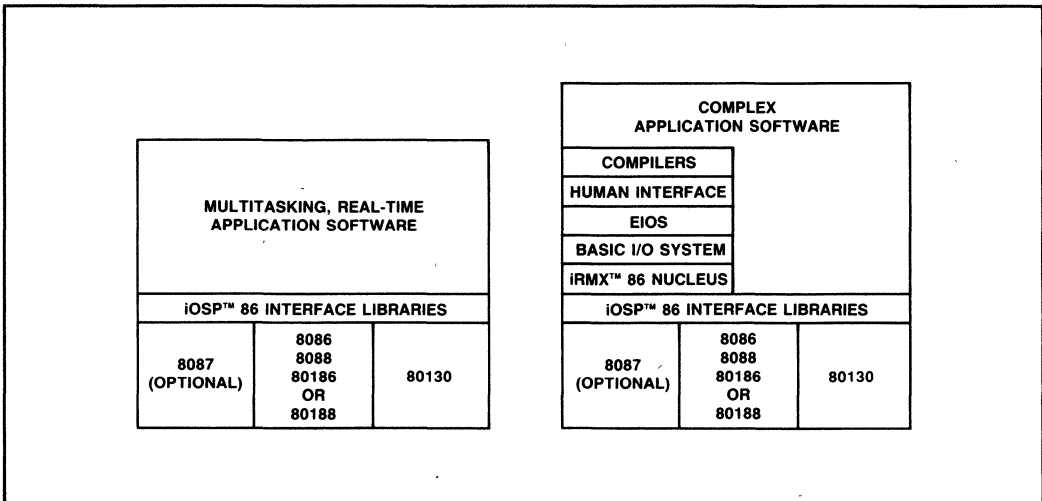 MULTITASKING, REAL-TIME
APPLICATION SOFTWARE
iOSP™ 86 INTERFACE LIBRARIES
8087
(OPTIONAL)
8086
8088
80186
OR
80188
80130
COMPLEX
APPLICATION SOFTWARE
COMPILERS
HUMAN INTERFACE
EIOS
BASIC I/O SYSTEM
iRMX™ 86 NUCLEUS
iOSP™ 86 INTERFACE LIBRARIES
8087
(OPTIONAL)
8086
8088
80186
OR
80188
80130